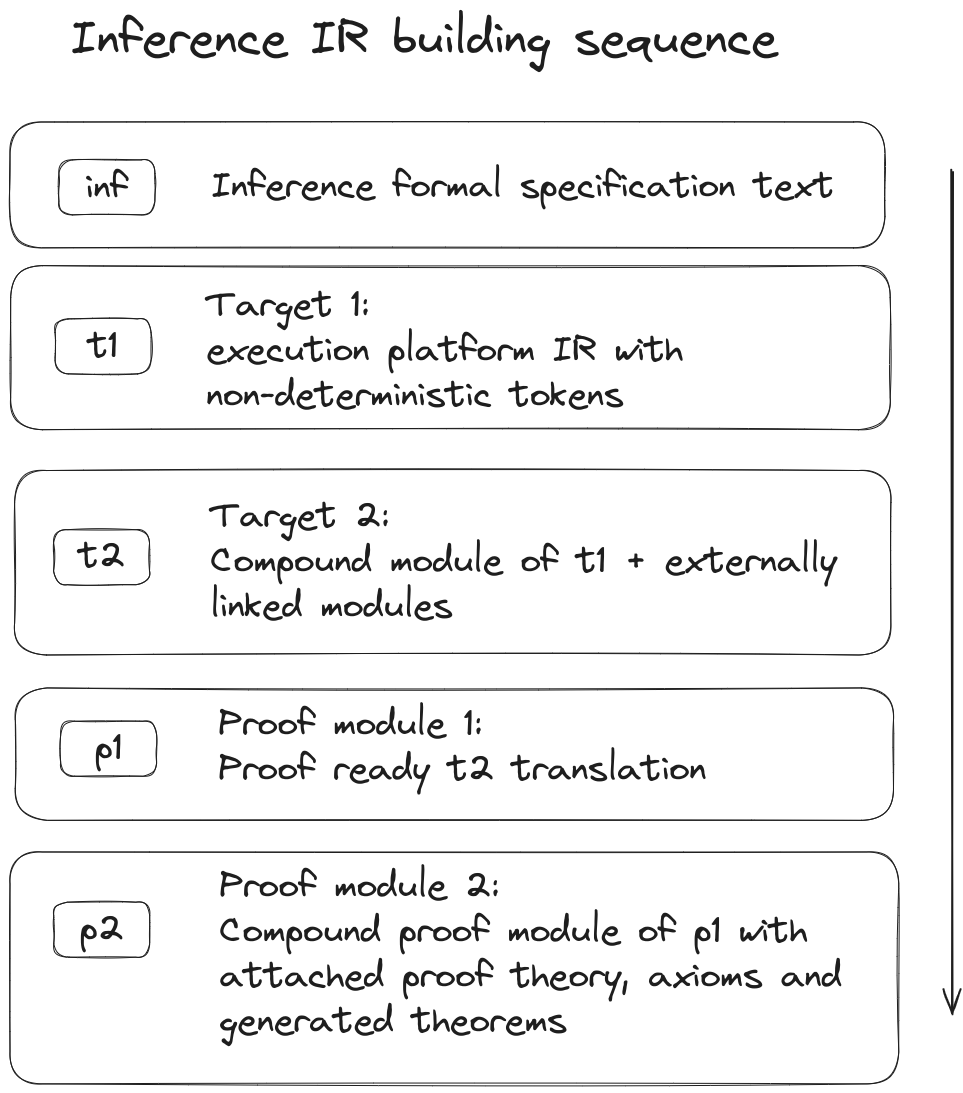 Inference IR building sequence
inf
Inference formal specification text
t1
Target 1:
execution platform IR with
non-deterministic tokens
t2
Target 2:
Compound module of t1 + externally
linked modules
p1
Proof module 1:
Proof ready t2 translation
p2
Proof module 2:
Compound proof module of p1 with
attached proof theory, axioms and
generated theorems